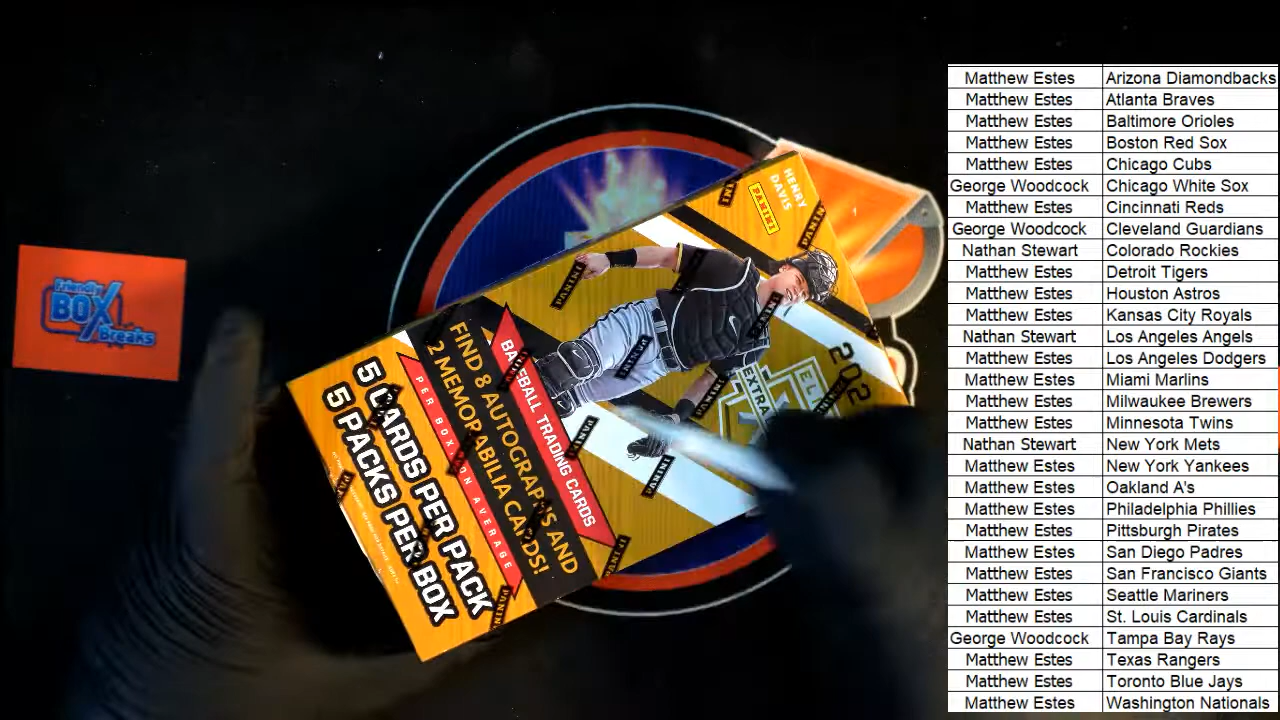 Friendly
BOX
Breaks
HENRY
DAVIS
PANINI
202
ELI
EXTRA
BASEBALL TRADING CARDS
FIND 8 AUTOGRAPHS AND
2 MEMORABILIA CARDS!
PER BOX, ON AVERAGE
5 CARDS PER PACK
5 PACKS PER BOX
Matthew Estes Arizona Diamondbacks
Matthew Estes Atlanta Braves
Matthew Estes Baltimore Orioles
Matthew Estes Boston Red Sox
Matthew Estes Chicago Cubs
George Woodcock Chicago White Sox
Matthew Estes Cincinnati Reds
George Woodcock Cleveland Guardians
Nathan Stewart Colorado Rockies
Matthew Estes Detroit Tigers
Matthew Estes Houston Astros
Matthew Estes Kansas City Royals
Nathan Stewart Los Angeles Angels
Matthew Estes Los Angeles Dodgers
Matthew Estes Miami Marlins
Matthew Estes Milwaukee Brewers
Matthew Estes Minnesota Twins
Nathan Stewart New York Mets
Matthew Estes New York Yankees
Matthew Estes Oakland A's
Matthew Estes Philadelphia Phillies
Matthew Estes Pittsburgh Pirates
Matthew Estes San Diego Padres
Matthew Estes San Francisco Giants
Matthew Estes Seattle Mariners
Matthew Estes St. Louis Cardinals
George Woodcock Tampa Bay Rays
Matthew Estes Texas Rangers
Matthew Estes Toronto Blue Jays
Matthew Estes Washington Nationals